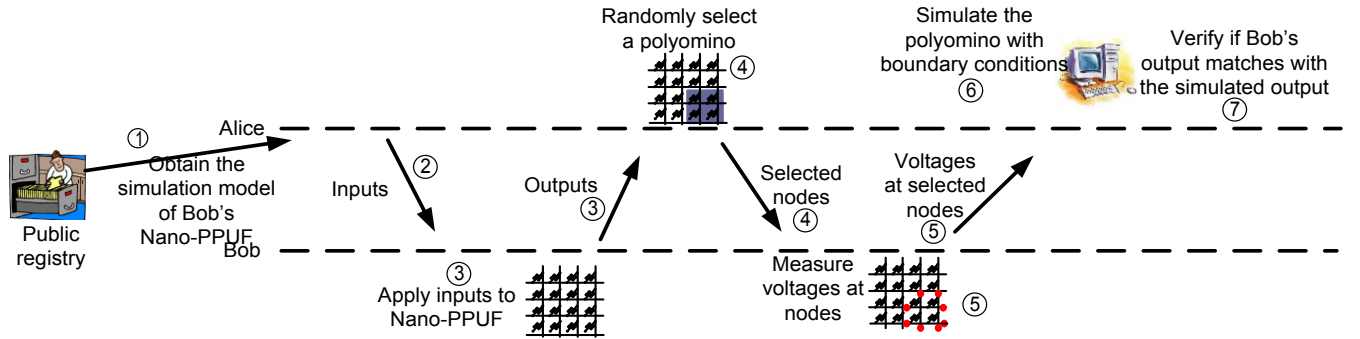 Randomly select
a polyomino
④
Simulate the
polyomino with
boundary conditions
⑥
Verify if Bob's
output matches with
the simulated output
⑦
①
Alice
Obtain the
simulation model
of Bob's
Nano-PPUF
Public
registry
②
Inputs
Outputs
③
Selected
nodes
④
Voltages
at selected
nodes
⑤
Bob
③
Apply inputs to
Nano-PPUF
Measure
voltages at
nodes
⑤